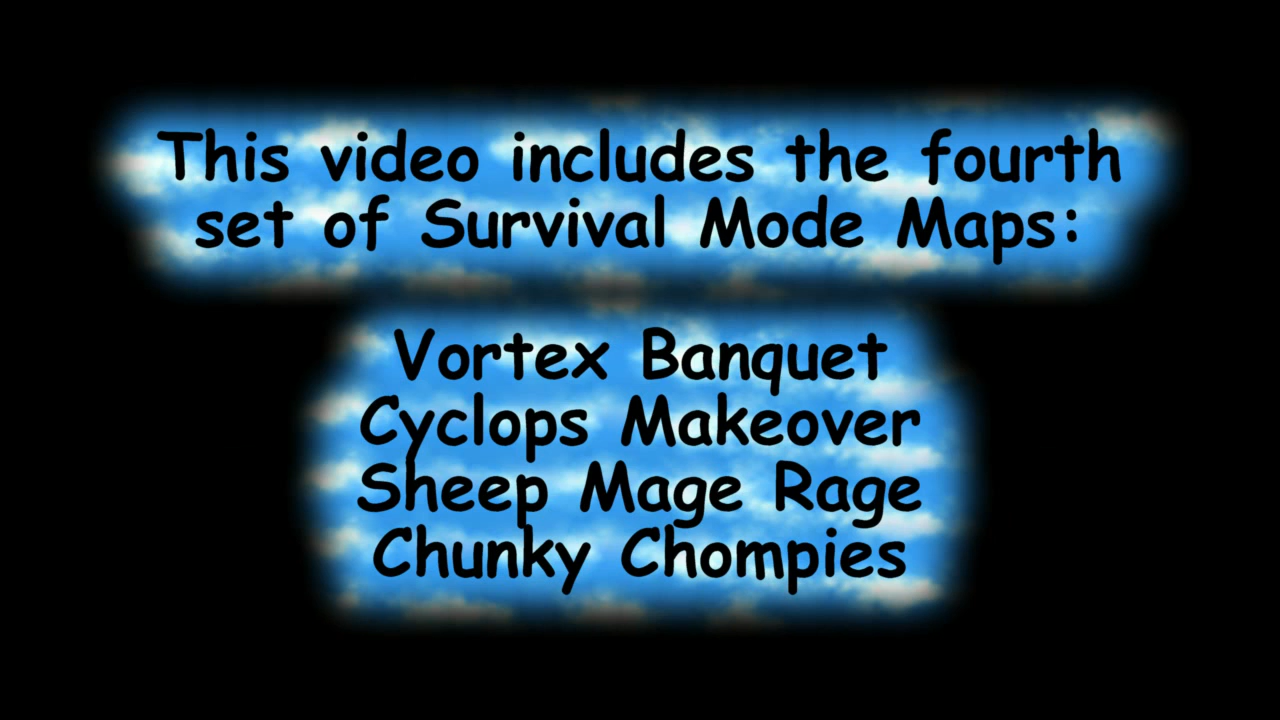 This video includes the fourth
set of Survival Mode Maps:
Vortex Banquet
Cyclops Makeover
Sheep Mage Rage
Chunky Chompies